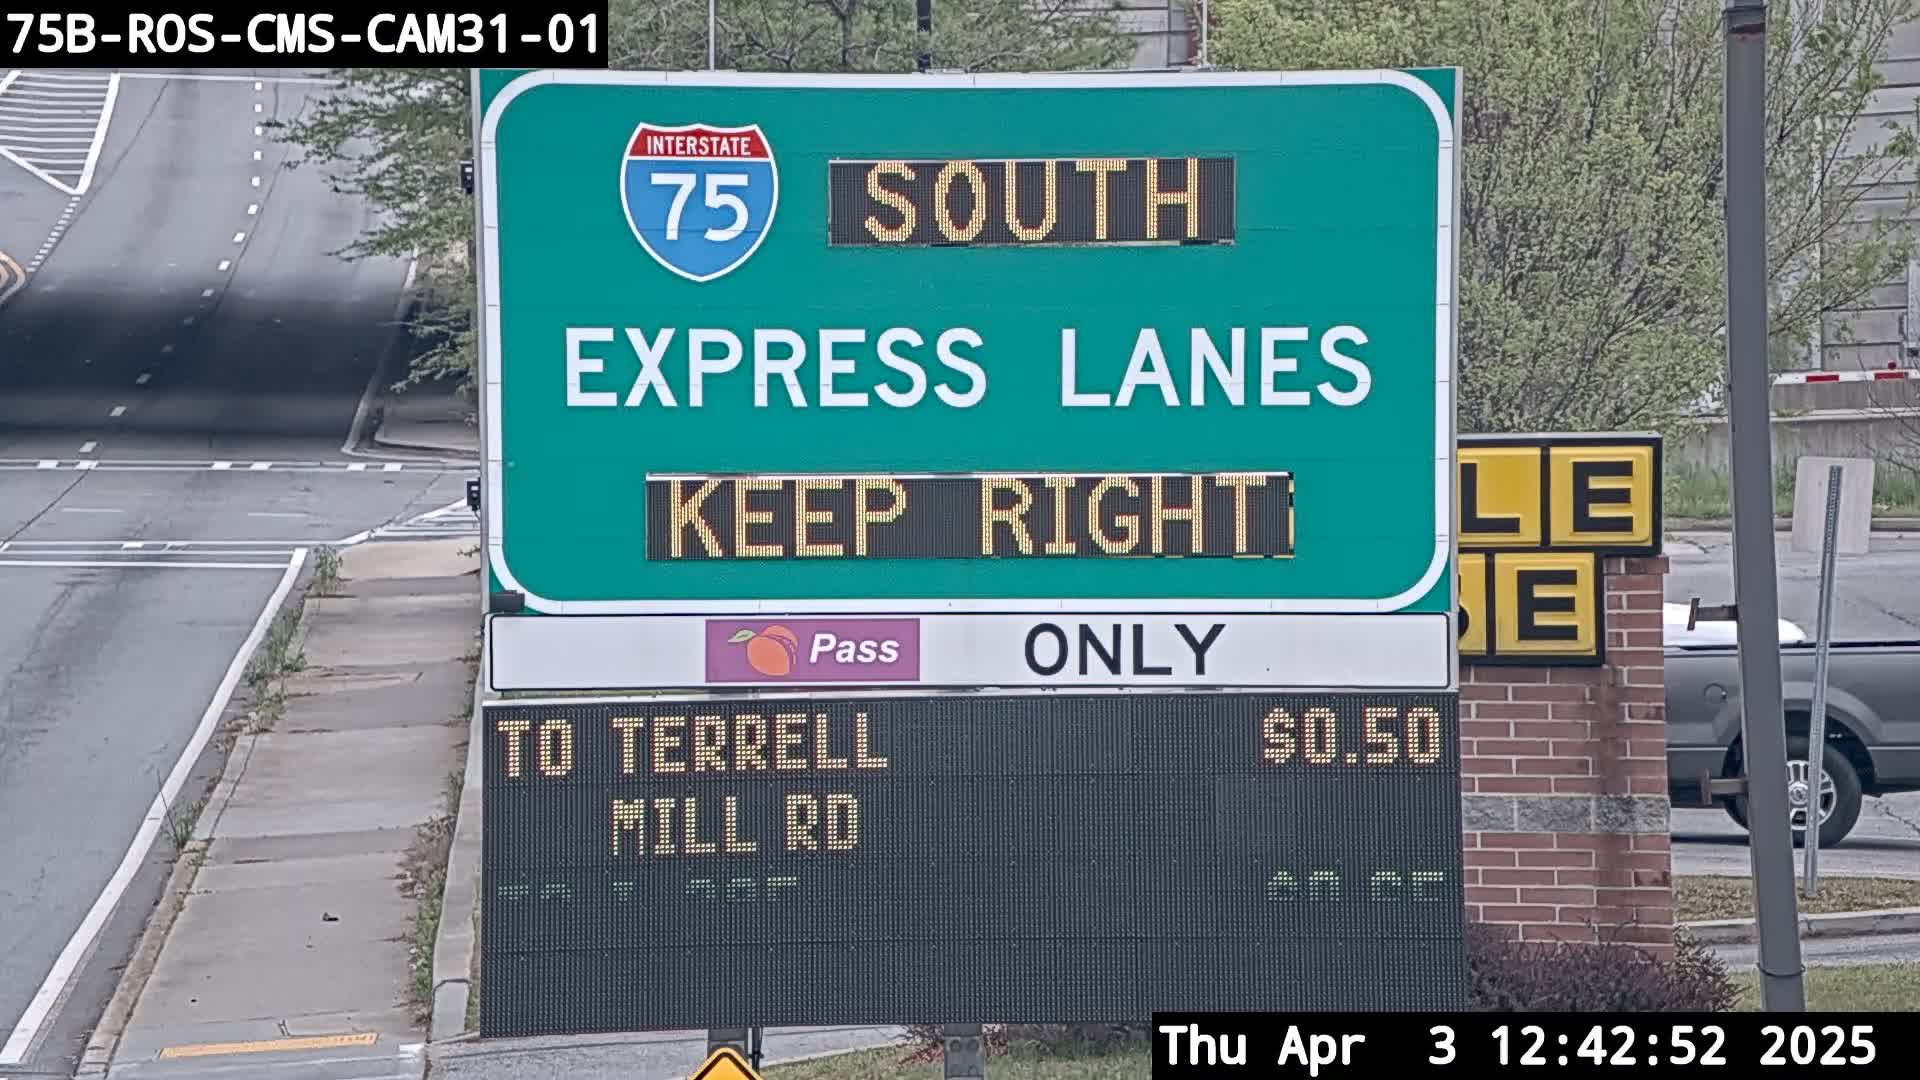 75B-ROS-CMS-CAM31-01
INTERSTATE
75
SOUTH
EXPRESS LANES
KEEP RIGHT
Pass ONLY
TO TERRELL $0.50
MILL RD
LE
E
Thu Apr 3 12:42:52 2025